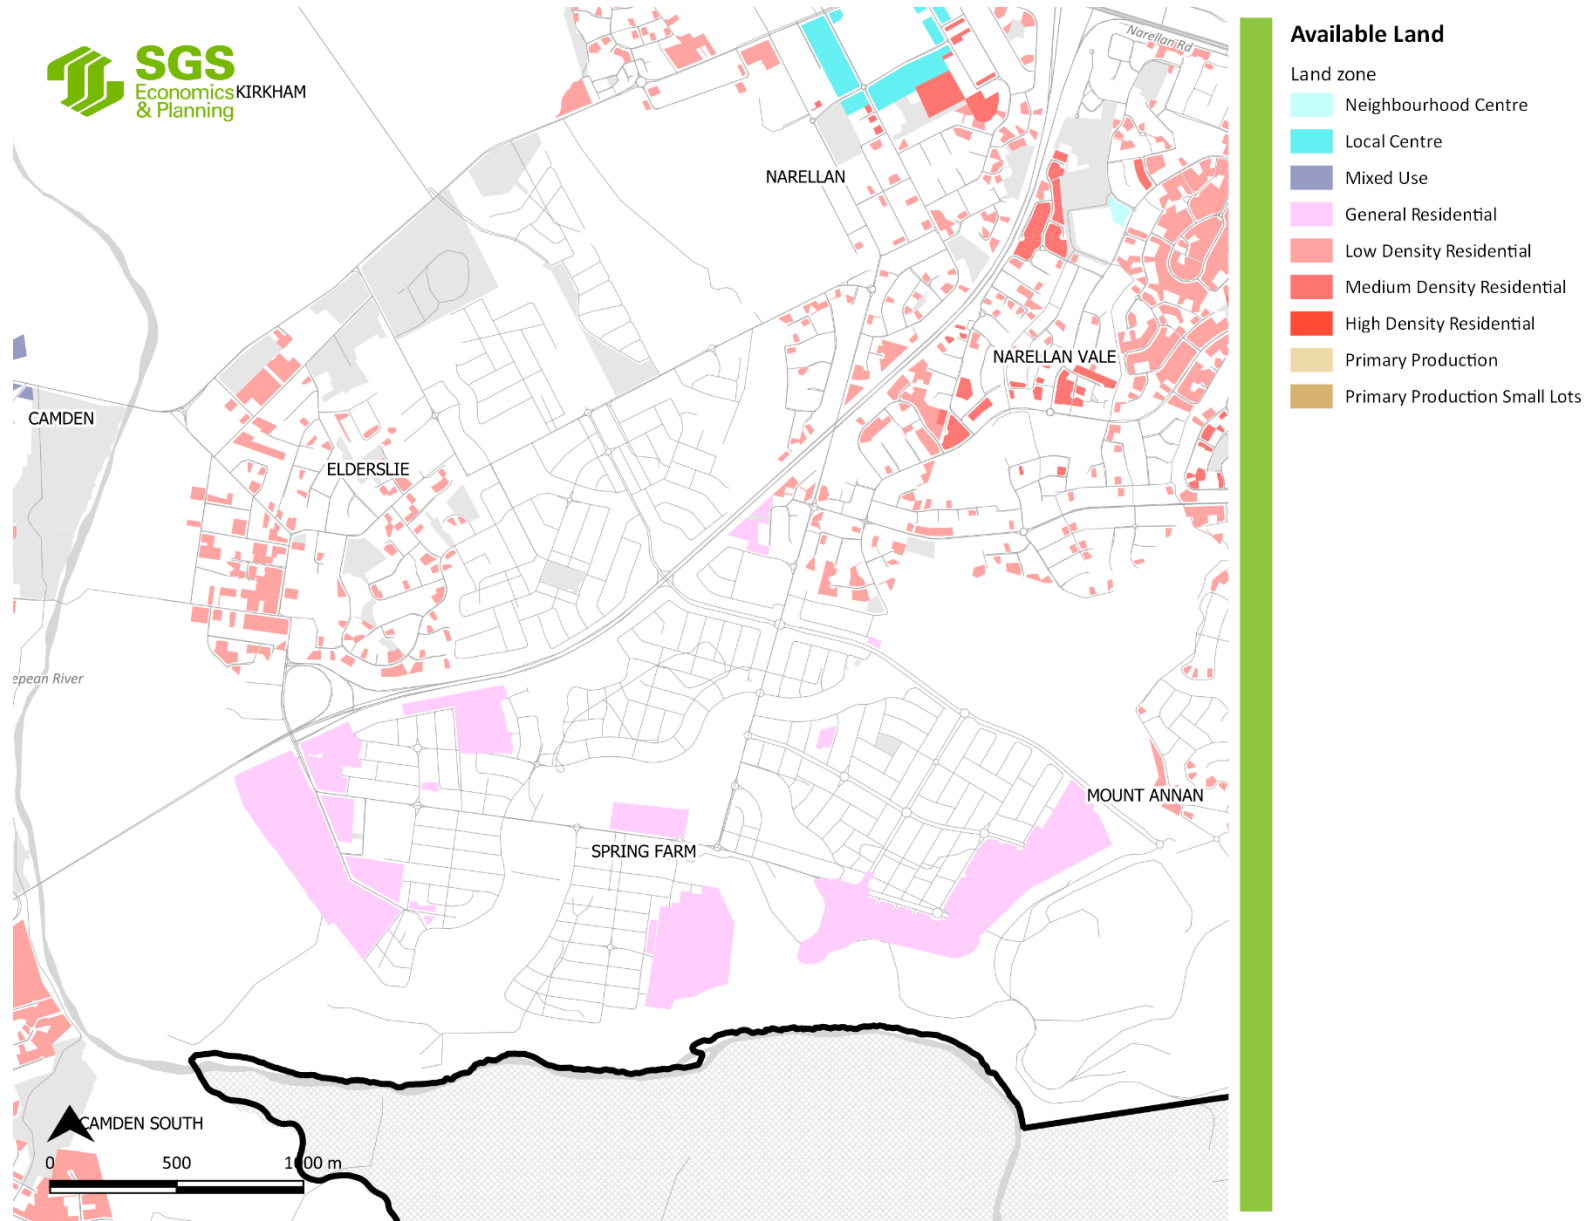 SGS
Economics
& Planning
KIRKHAM
Narellan Rd
NARELLAN
NARELLAN VALE
CAMDEN
ELDERSLIE
epean River
MOUNT ANNAN
SPRING FARM
CAMDEN SOUTH
0 500 1000 m
Available Land
Land zone
Neighbourhood Centre
Local Centre
Mixed Use
General Residential
Low Density Residential
Medium Density Residential
High Density Residential
Primary Production
Primary Production Small Lots